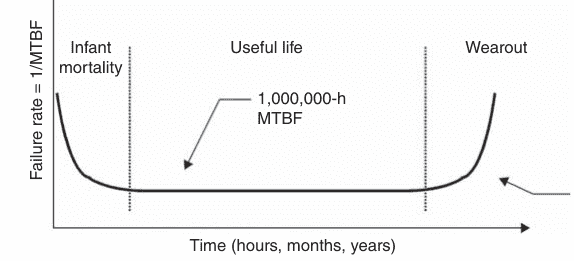 Failure rate = 1/MTBF
Infant
mortality
Useful life
Wearout
1,000,000-h
MTBF
Time (hours, months, years)